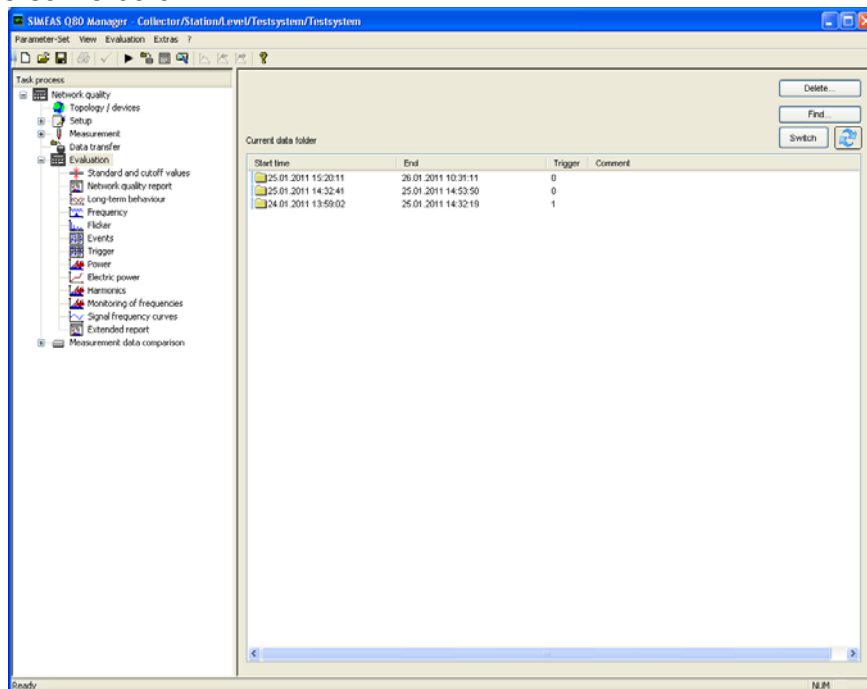 SIMEAS Q80 Manager - Collector/Station/Level/Testsystem/Testsystem
Parameter-Set View Evaluation Extras ?
Task process
Network quality
Topology / devices
Setup
Measurement
Data transfer
Evaluation
Standard and cutoff values
Network quality report
Long-term behaviour
Frequency
Flicker
Events
Trigger
Power
Electric power
Harmonics
Monitoring of frequencies
Signal frequency curves
Extended report
Measurement data comparison
Delete...
Find...
Switch
Current data folder
Start time End Trigger Comment
25.01.2011 15:20:11 26.01.2011 10:31:11 0
25.01.2011 14:32:41 25.01.2011 14:53:50 0
24.01.2011 13:59:02 25.01.2011 14:32:19 1
Ready NUM